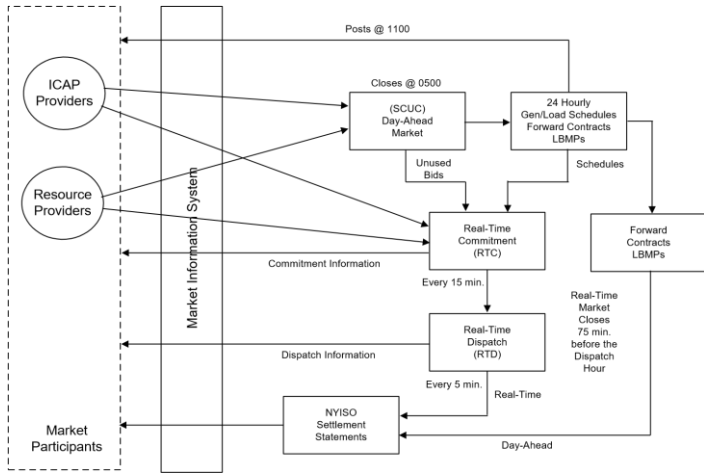 Posts @ 1100
ICAP
Providers
Closes @ 0500
(SCUC)
Day-Ahead
Market
24 Hourly
Gen/Load Schedules
Forward Contracts
LBMPs
Unused
Bids
Schedules
Resource
Providers
Market Information System
Real-Time
Commitment
(RTC)
Forward
Contracts
LBMPs
Commitment Information
Every 15 min.
Real-Time
Market
Closes
75 min.
before the
Dispatch
Hour
Real-Time
Dispatch
(RTD)
Dispatch Information
Every 5 min.
Real-Time
NYISO
Settlement
Statements
Market
Participants
Day-Ahead